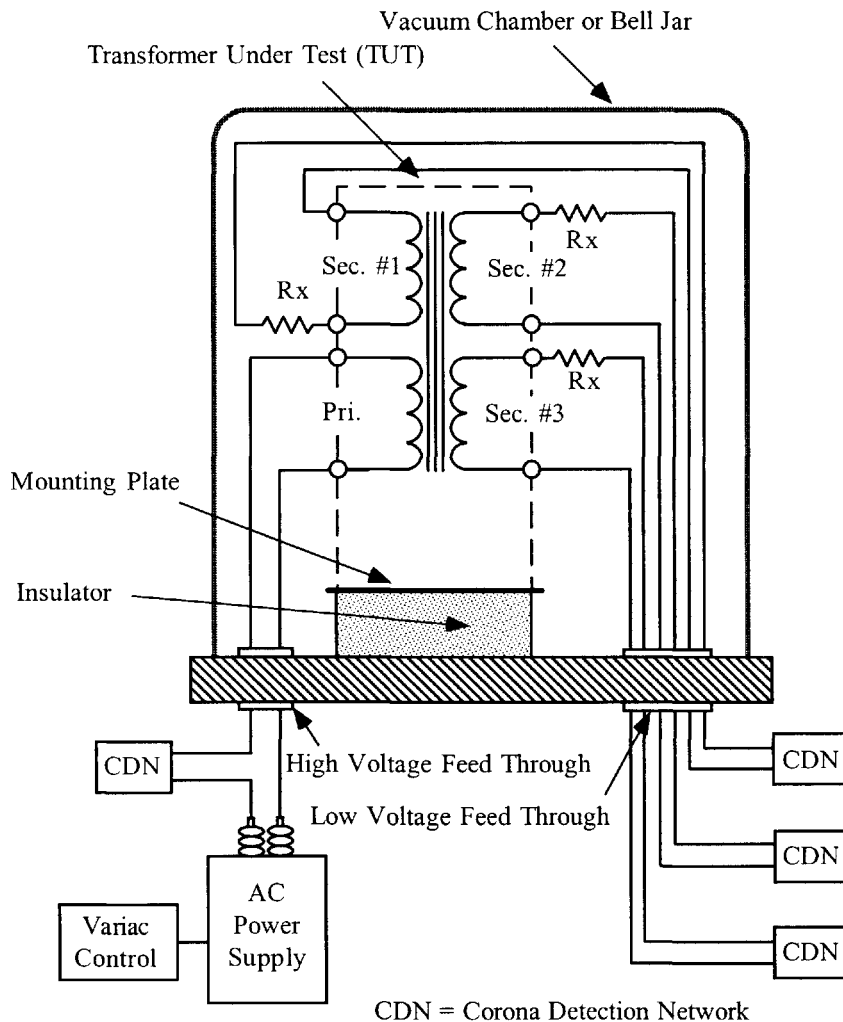 Vacuum Chamber or Bell Jar
Transformer Under Test (TUT)
Sec. #1
Sec. #2
Rx
Rx
Rx
Pri.
Sec. #3
Mounting Plate
Insulator
CDN
High Voltage Feed Through
CDN
Low Voltage Feed Through
CDN
AC
Power
Supply
Variac
Control
CDN
CDN = Corona Detection Network